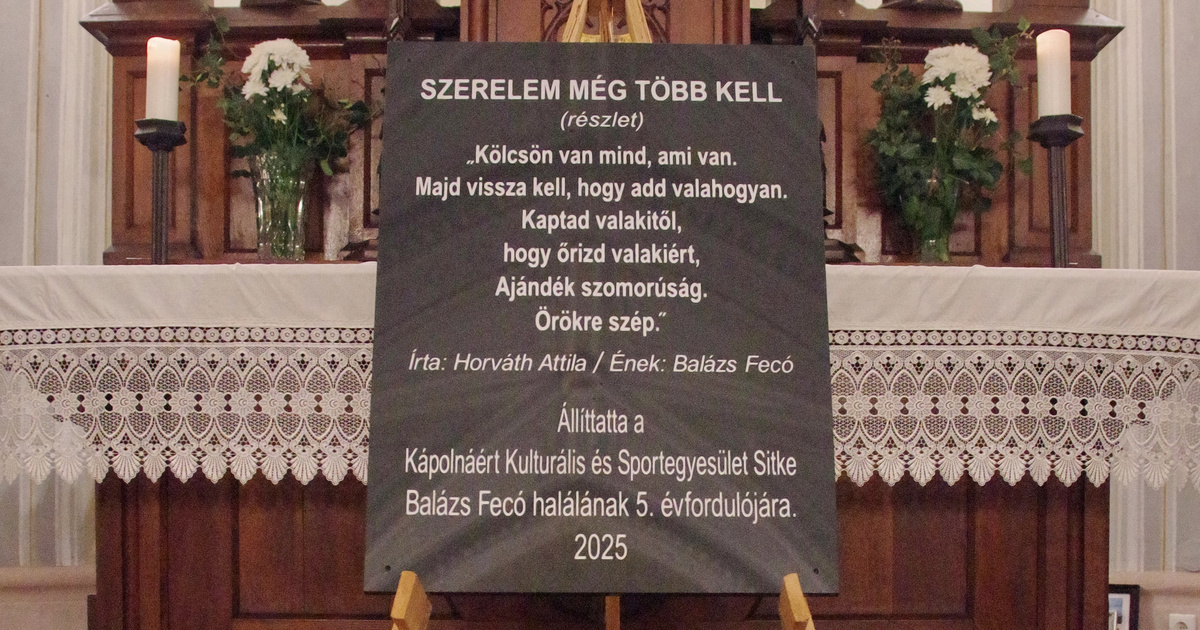 SZERELEM MÉG TÖBB KELL
(részlet)
„Kölcsön van mind, ami van.
Majd vissza kell, hogy add valahogyan.
Kaptad valakitől,
hogy őrizd valakiért,
Ajándék szomorúság.
Örökre szép.˝
Írta: Horváth Attila / Ének: Balázs Fecó
Állíttatta a
Kápolnáért Kulturális és Sportegyesület Sitke
Balázs Fecó halálának 5. évfordulójára.
2025